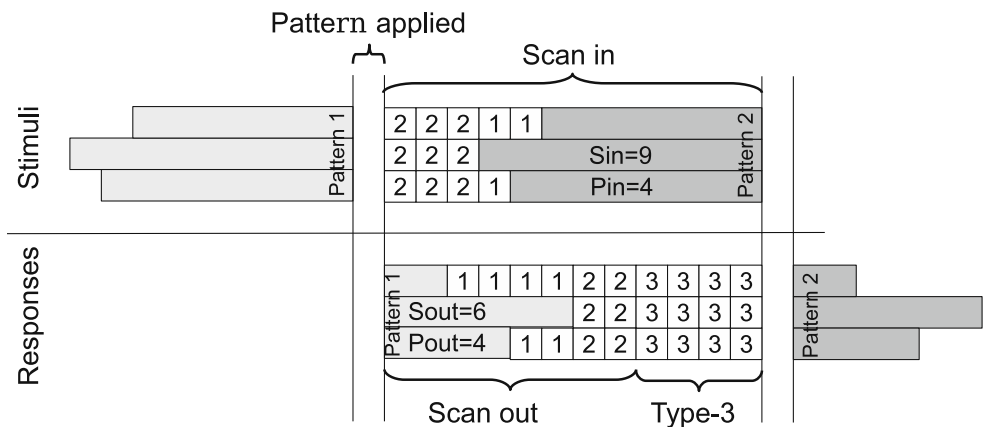 Pattern applied
Scan in
Stimuli
Pattern 1
2 2 2 1 1
2 2 2 Sin=9
2 2 2 1 Pin=4
Pattern 2
Responses
Pattern 1
1 1 1 1 2 2 3 3 3 3
Sout=6 2 2 3 3 3 3
Pout=4 1 1 2 2 3 3 3 3
Pattern 2
Scan out
Type-3